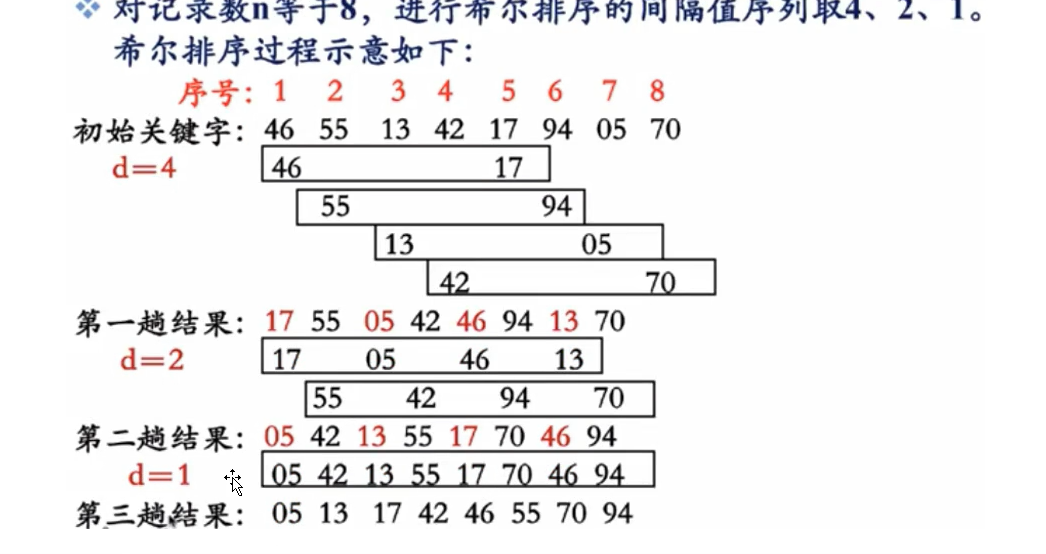 对记录数n等于8，进行希尔排序的间隔值序列取4、2、1。
希尔排序过程示意如下：
序号：1 2 3 4 5 6 7 8
初始关键字：46 55 13 42 17 94 05 70
d=4 46 17
55 94
13 05
42 70
第一趟结果：17 55 05 42 46 94 13 70
d=2 17 05 46 13
55 42 94 70
第二趟结果：05 42 13 55 17 70 46 94
d=1 05 42 13 55 17 70 46 94
第三趟结果：05 13 17 42 46 55 70 94